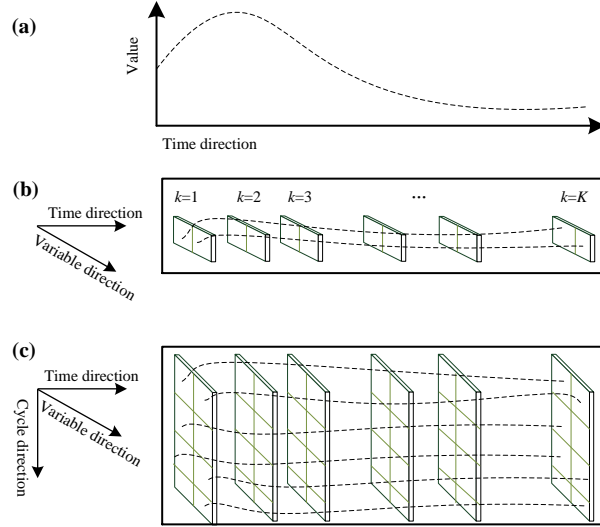 (a)
Value
Time direction
(b)
k=1
k=2
k=3
...
k=K
Time direction
Variable direction
(c)
Time direction
Variable direction
Cycle direction